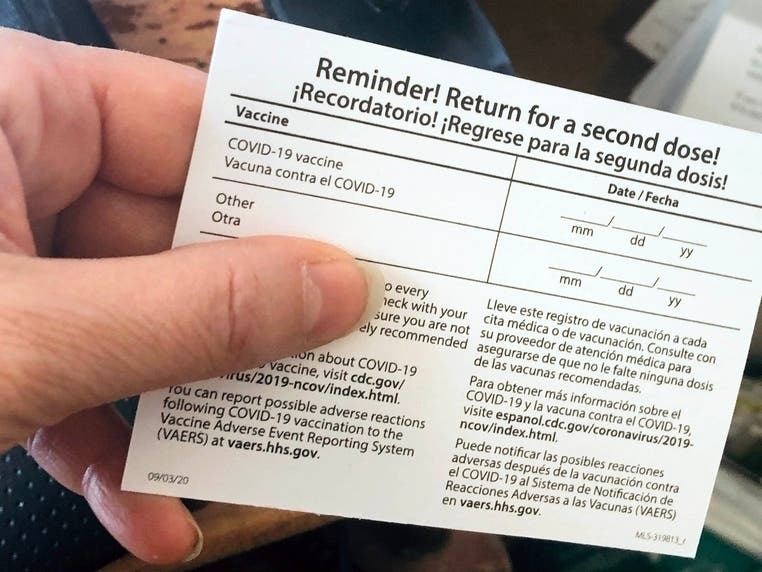 Reminder! Return for a second dose!
¡Recordatorio! ¡Regrese para la segunda dosis!
Vaccine
Date / Fecha
COVID-19 vaccine
Vacuna contra el COVID-19
mm / dd / yy
Other
Otra
mm / dd / yy
o every
heck with your
sure you are not
ely recommended
on about COVID-19
vaccine, visit cdc.gov/
virus/2019-ncov/index.html.
You can report possible adverse reactions
following COVID-19 vaccination to the
Vaccine Adverse Event Reporting System
(VAERS) at vaers.hhs.gov.
Lleve este registro de vacunación a cada
cita médica o de vacunación. Consulte con
su proveedor de atención médica para
asegurarse de que no le falte ninguna dosis
de las vacunas recomendadas.
Para obtener más información sobre el
COVID-19 y la vacuna contra el COVID-19,
visite espanol.cdc.gov/coronavirus/2019-
ncov/index.html.
Puede notificar las posibles reacciones
adversas después de la vacunación contra
el COVID-19 al Sistema de Notificación de
Reacciones Adversas a las Vacunas (VAERS)
en vaers.hhs.gov.
09/03/20
MLS-319813_r